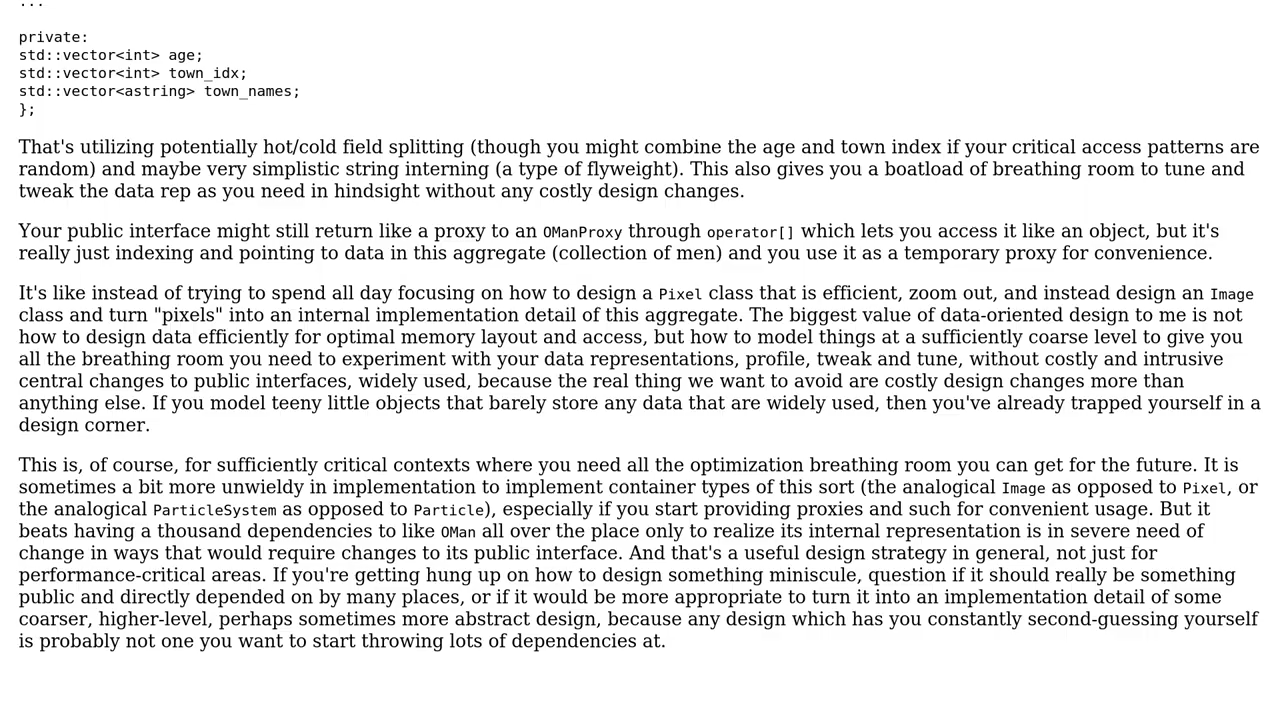 ...
private:
std::vector<int> age;
std::vector<int> town_idx;
std::vector<astring> town_names;
};
That's utilizing potentially hot/cold field splitting (though you might combine the age and town index if your critical access patterns are
random) and maybe very simplistic string interning (a type of flyweight). This also gives you a boatload of breathing room to tune and
tweak the data rep as you need in hindsight without any costly design changes.
Your public interface might still return like a proxy to an OManProxy through operator[] which lets you access it like an object, but it's
really just indexing and pointing to data in this aggregate (collection of men) and you use it as a temporary proxy for convenience.
It's like instead of trying to spend all day focusing on how to design a Pixel class that is efficient, zoom out, and instead design an Image
class and turn "pixels" into an internal implementation detail of this aggregate. The biggest value of data-oriented design to me is not
how to design data efficiently for optimal memory layout and access, but how to model things at a sufficiently coarse level to give you
all the breathing room you need to experiment with your data representations, profile, tweak and tune, without costly and intrusive
central changes to public interfaces, widely used, because the real thing we want to avoid are costly design changes more than
anything else. If you model teeny little objects that barely store any data that are widely used, then you've already trapped yourself in a
design corner.
This is, of course, for sufficiently critical contexts where you need all the optimization breathing room you can get for the future. It is
sometimes a bit more unwieldy in implementation to implement container types of this sort (the analogical Image as opposed to Pixel, or
the analogical ParticleSystem as opposed to Particle), especially if you start providing proxies and such for convenient usage. But it
beats having a thousand dependencies to like OMan all over the place only to realize its internal representation is in severe need of
change in ways that would require changes to its public interface. And that's a useful design strategy in general, not just for
performance-critical areas. If you're getting hung up on how to design something miniscule, question if it should really be something
public and directly depended on by many places, or if it would be more appropriate to turn it into an implementation detail of some
coarser, higher-level, perhaps sometimes more abstract design, because any design which has you constantly second-guessing yourself
is probably not one you want to start throwing lots of dependencies at.